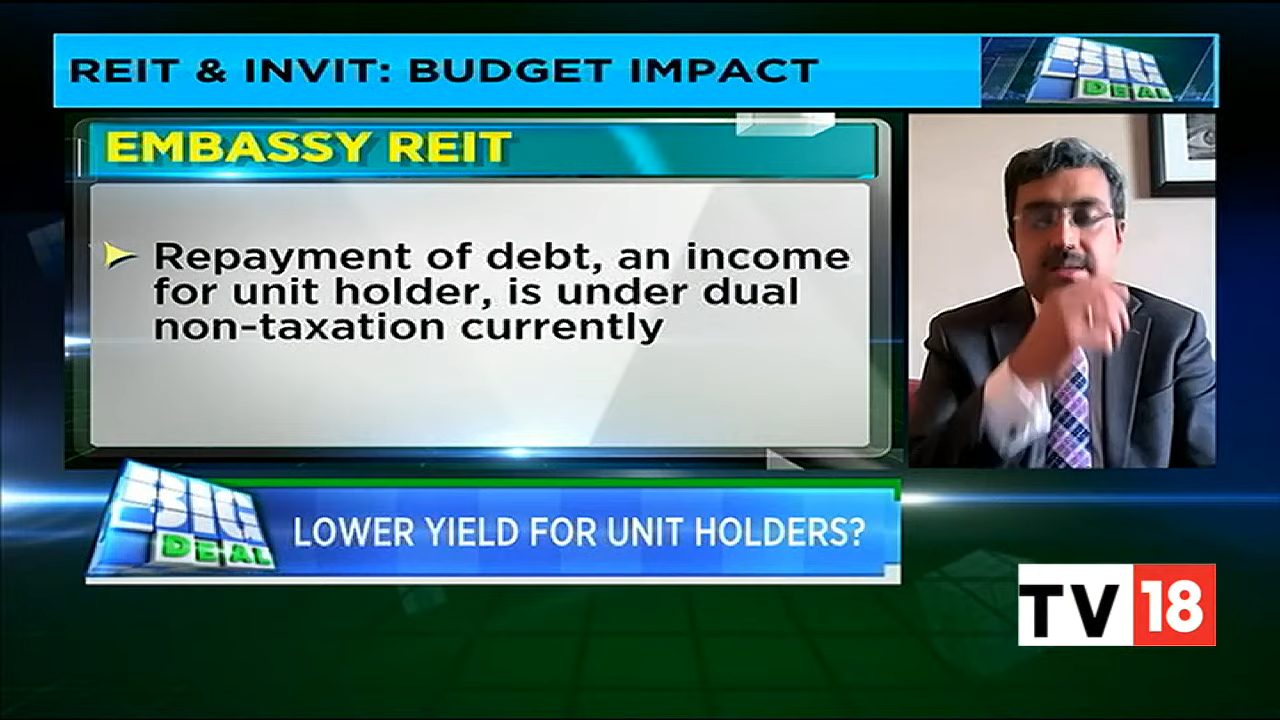 REIT & INVIT: BUDGET IMPACT
BIG
DEAL
EMBASSY REIT
Repayment of debt, an income
for unit holder, is under dual
non-taxation currently
BIG
DEAL
LOWER YIELD FOR UNIT HOLDERS?
TV18